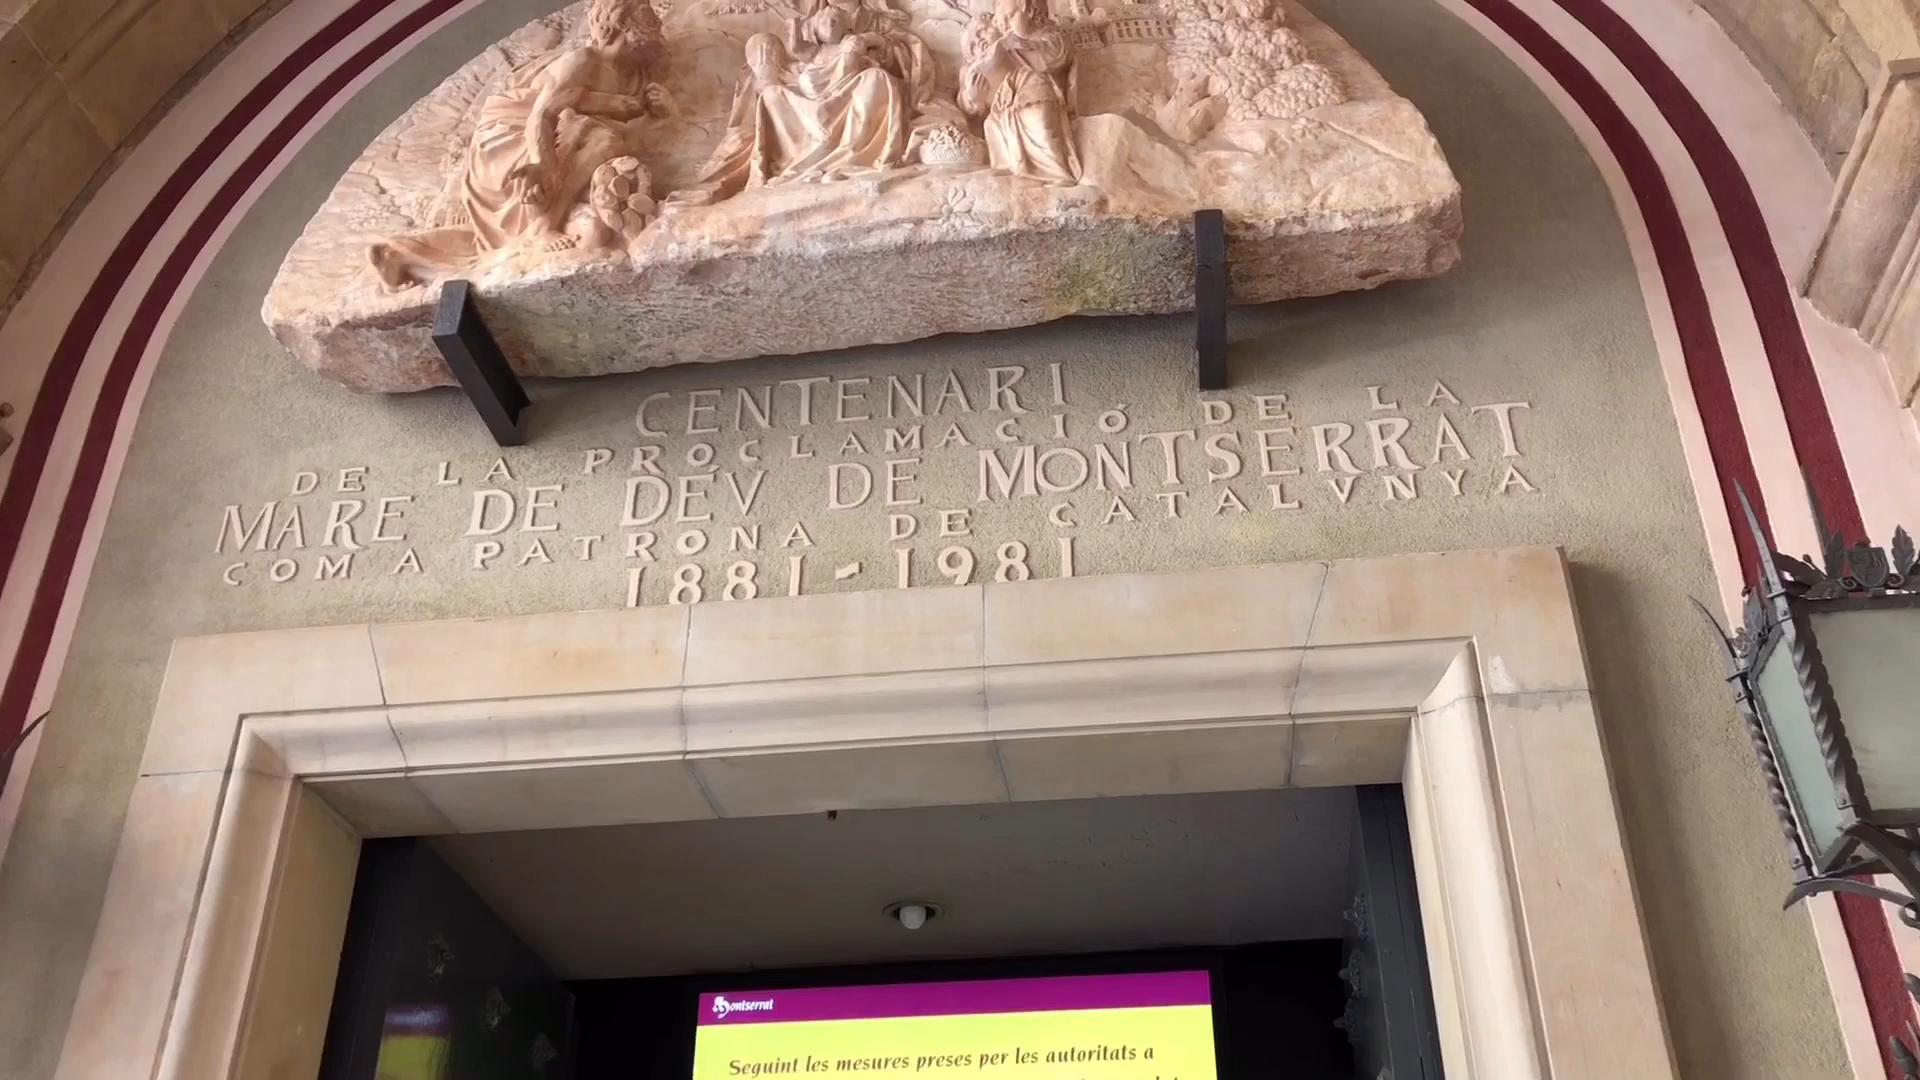 CENTENARI
DE LA PROCLAMACIÓ DE LA
MARE DE DÉV DE MONTSERRAT
COM A PATRONA DE CATALVNYA
1881-1981
Montserrat
Seguint les mesures preses per les autoritats a